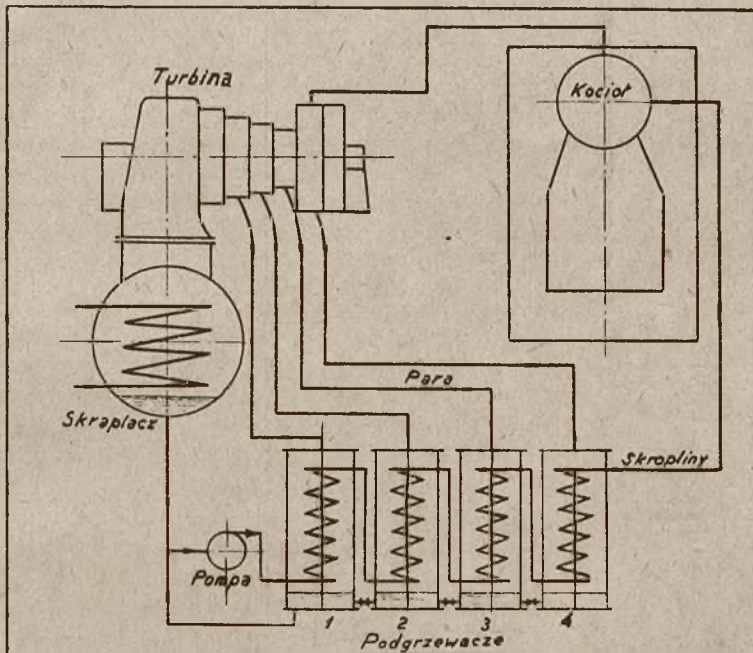 Turbina
Kocioł
Para
Skraplacz
Skropliny
Pompa
1 2 3 4
Podgrzewacze